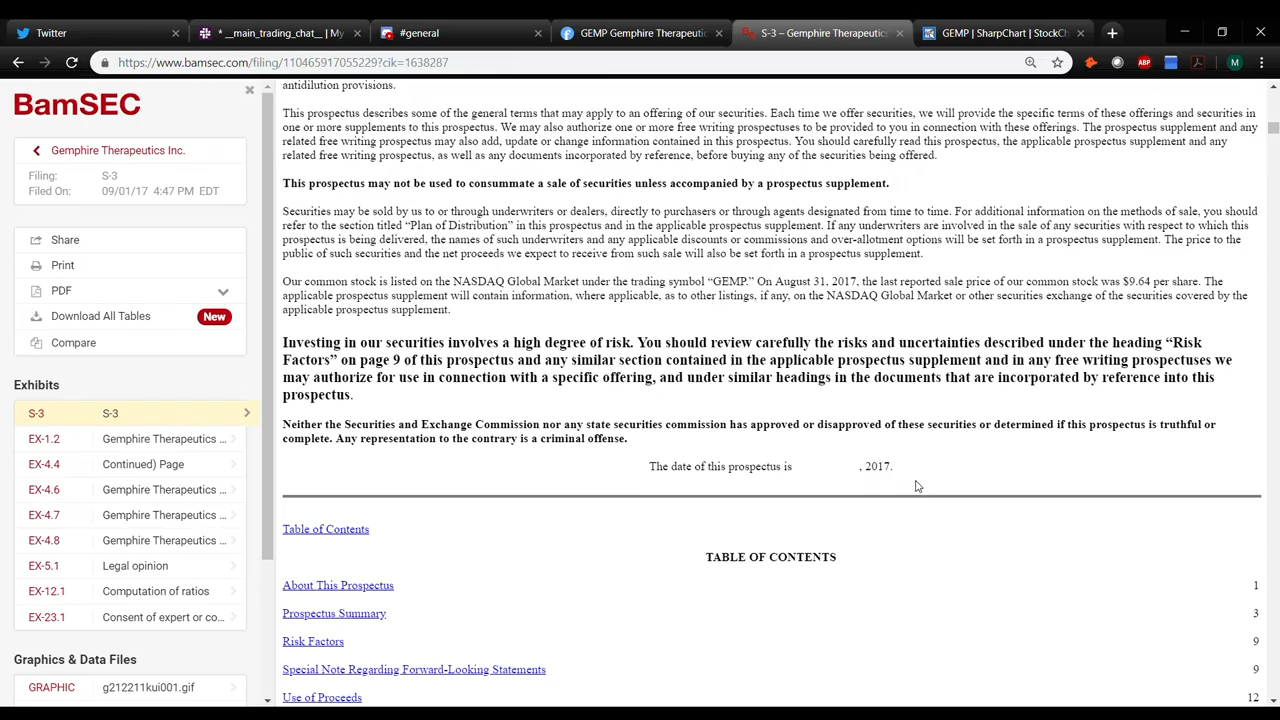 Twitter
* __main_trading_chat__ | My
#general
GEMP Gemphire Therapeutic
S-3 – Gemphire Therapeutics
GEMP | SharpChart | StockCh
https://www.bamsec.com/filing/110465917055229?cik=1638287
ABP
M
BamSEC
Gemphire Therapeutics Inc.
Filing: S-3
Filed On: 09/01/17 4:47 PM EDT
Share
Print
PDF
Download All Tables New
Compare
Exhibits
S-3 S-3
EX-1.2 Gemphire Therapeutics ...
EX-4.4 Continued) Page
EX-4.6 Gemphire Therapeutics ...
EX-4.7 Gemphire Therapeutics ...
EX-4.8 Gemphire Therapeutics ...
EX-5.1 Legal opinion
EX-12.1 Computation of ratios
EX-23.1 Consent of expert or co...
Graphics & Data Files
GRAPHIC g212211kui001.gif
antidilution provisions.
This prospectus describes some of the general terms that may apply to an offering of our securities. Each time we offer securities, we will provide the specific terms of these offerings and securities in
one or more supplements to this prospectus. We may also authorize one or more free writing prospectuses to be provided to you in connection with these offerings. The prospectus supplement and any
related free writing prospectus may also add, update or change information contained in this prospectus. You should carefully read this prospectus, the applicable prospectus supplement and any
related free writing prospectus, as well as any documents incorporated by reference, before buying any of the securities being offered.
This prospectus may not be used to consummate a sale of securities unless accompanied by a prospectus supplement.
Securities may be sold by us to or through underwriters or dealers, directly to purchasers or through agents designated from time to time. For additional information on the methods of sale, you should
refer to the section titled “Plan of Distribution” in this prospectus and in the applicable prospectus supplement. If any underwriters are involved in the sale of any securities with respect to which this
prospectus is being delivered, the names of such underwriters and any applicable discounts or commissions and over-allotment options will be set forth in a prospectus supplement. The price to the
public of such securities and the net proceeds we expect to receive from such sale will also be set forth in a prospectus supplement.
Our common stock is listed on the NASDAQ Global Market under the trading symbol “GEMP.” On August 31, 2017, the last reported sale price of our common stock was $9.64 per share. The
applicable prospectus supplement will contain information, where applicable, as to other listings, if any, on the NASDAQ Global Market or other securities exchange of the securities covered by the
applicable prospectus supplement.
Investing in our securities involves a high degree of risk. You should review carefully the risks and uncertainties described under the heading “Risk
Factors” on page 9 of this prospectus and any similar section contained in the applicable prospectus supplement and in any free writing prospectuses we
may authorize for use in connection with a specific offering, and under similar headings in the documents that are incorporated by reference into this
prospectus.
Neither the Securities and Exchange Commission nor any state securities commission has approved or disapproved of these securities or determined if this prospectus is truthful or
complete. Any representation to the contrary is a criminal offense.
The date of this prospectus is , 2017.
Table of Contents
TABLE OF CONTENTS
About This Prospectus 1
Prospectus Summary 3
Risk Factors 9
Special Note Regarding Forward-Looking Statements 9
Use of Proceeds 12